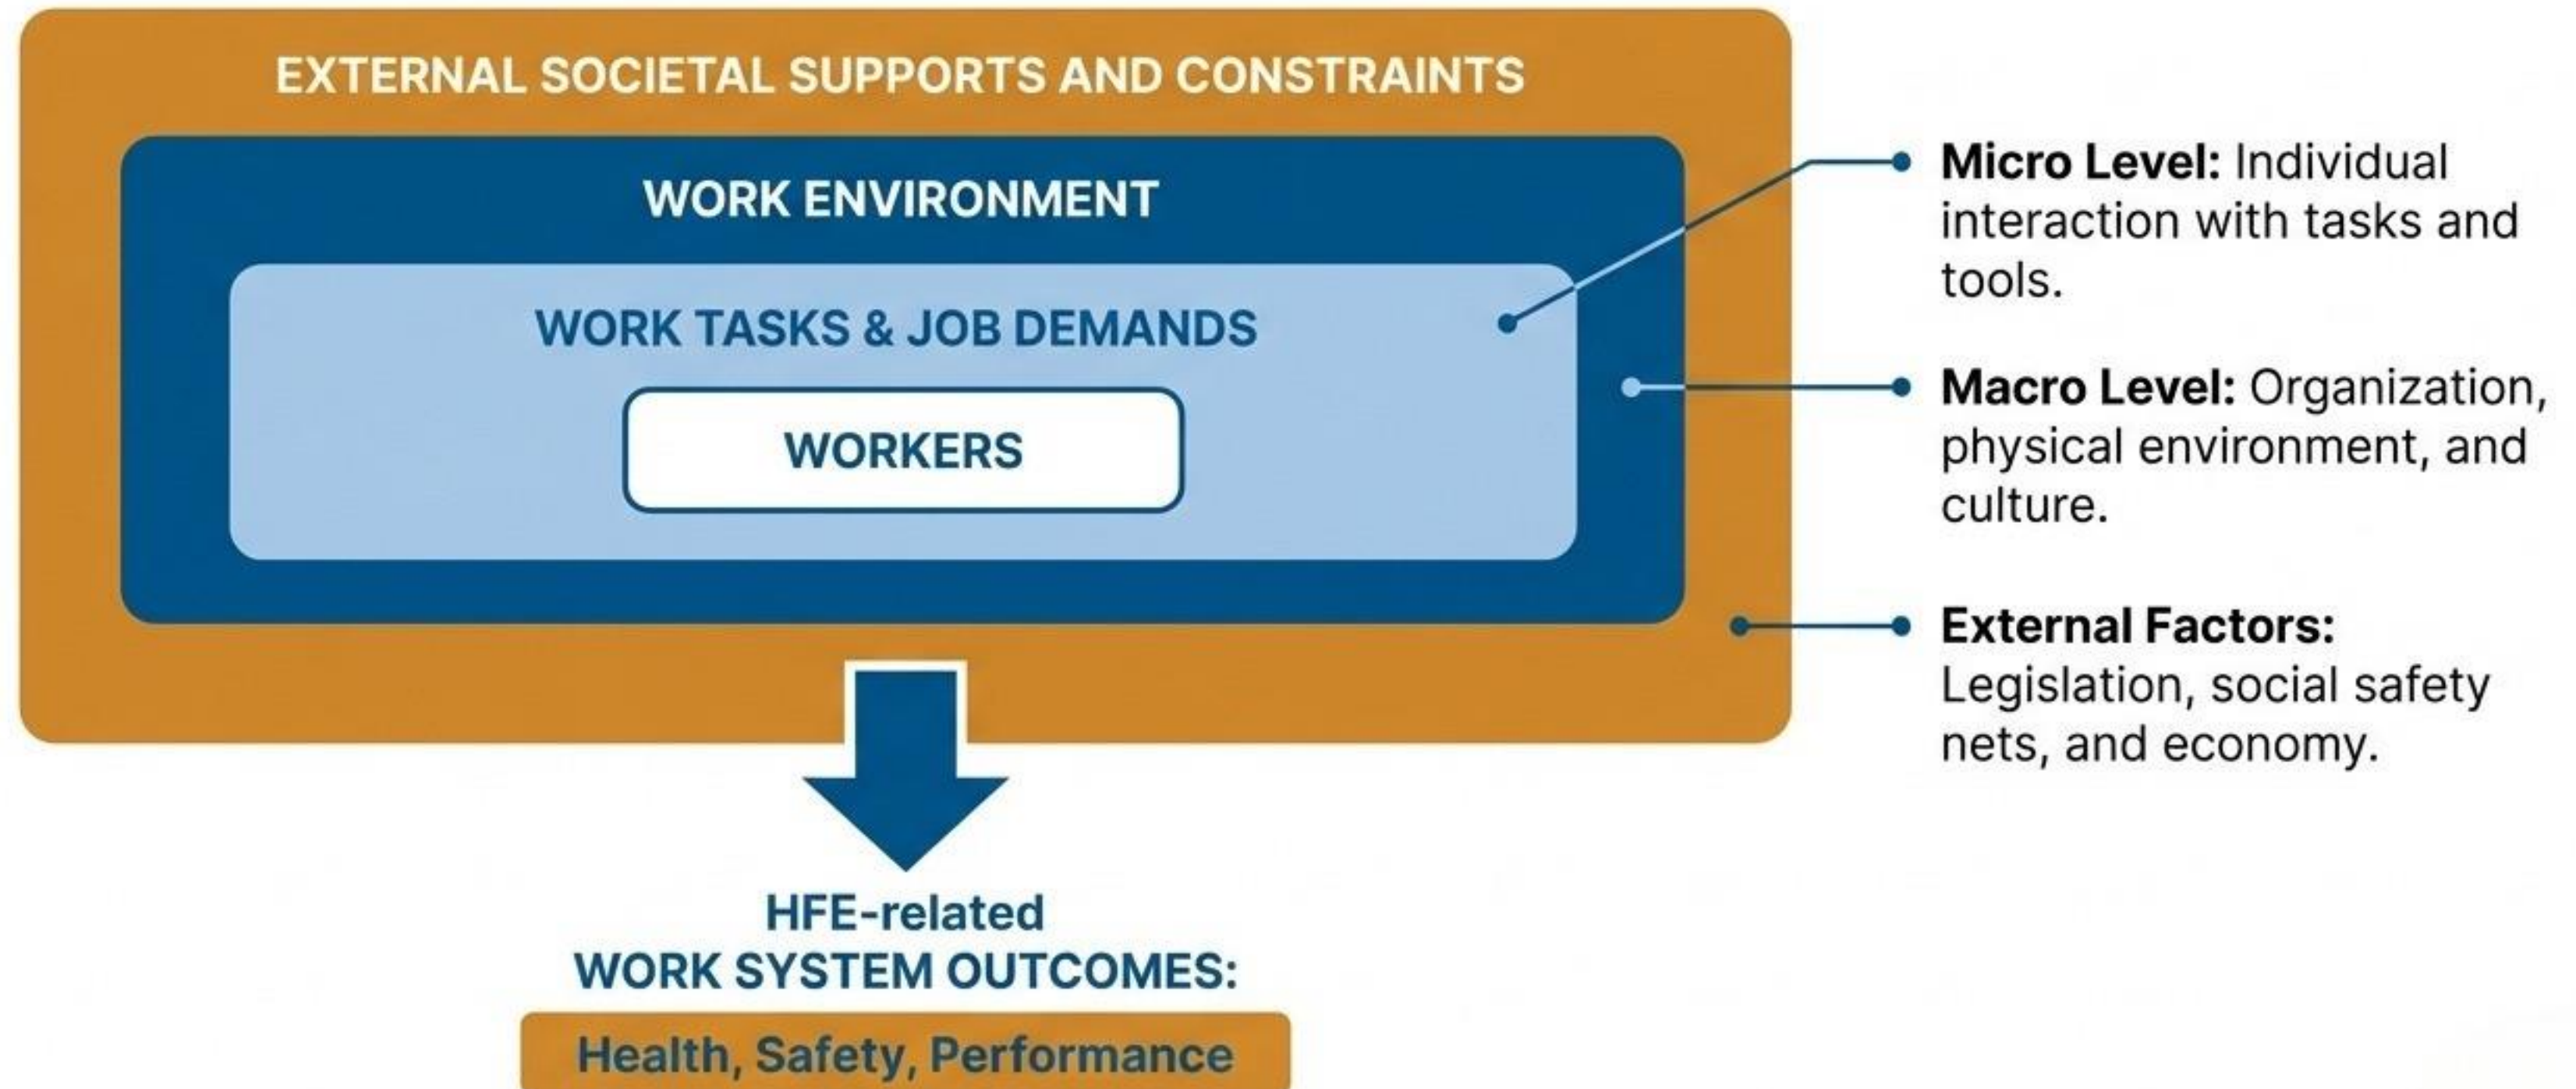 EXTERNAL SOCIETAL SUPPORTS AND CONSTRAINTS
WORK ENVIRONMENT
WORK TASKS & JOB DEMANDS
WORKERS
Micro Level: Individual
interaction with tasks and
tools.
Macro Level: Organization,
physical environment, and
culture.
External Factors:
Legislation, social safety
nets, and economy.
HFE-related
WORK SYSTEM OUTCOMES:
Health, Safety, Performance